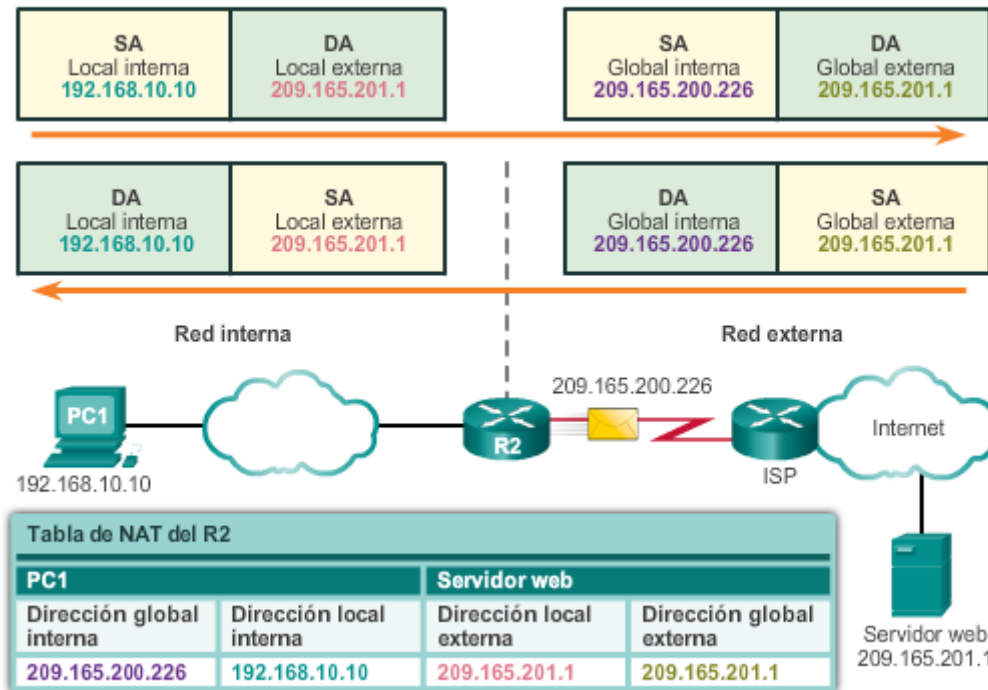 SA
Local interna
192.168.10.10
DA
Local externa
209.165.201.1
SA
Global interna
209.165.200.226
DA
Global externa
209.165.201.1
DA
Local interna
192.168.10.10
SA
Local externa
209.165.201.1
DA
Global interna
209.165.200.226
SA
Global externa
209.165.201.1
Red interna
Red externa
209.165.200.226
PC1
R2
Internet
ISP
192.168.10.10
Tabla de NAT del R2
PC1
Servidor web
Dirección global interna
Dirección local interna
Dirección local externa
Dirección global externa
209.165.200.226
192.168.10.10
209.165.201.1
209.165.201.1
Servidor web
209.165.201.1